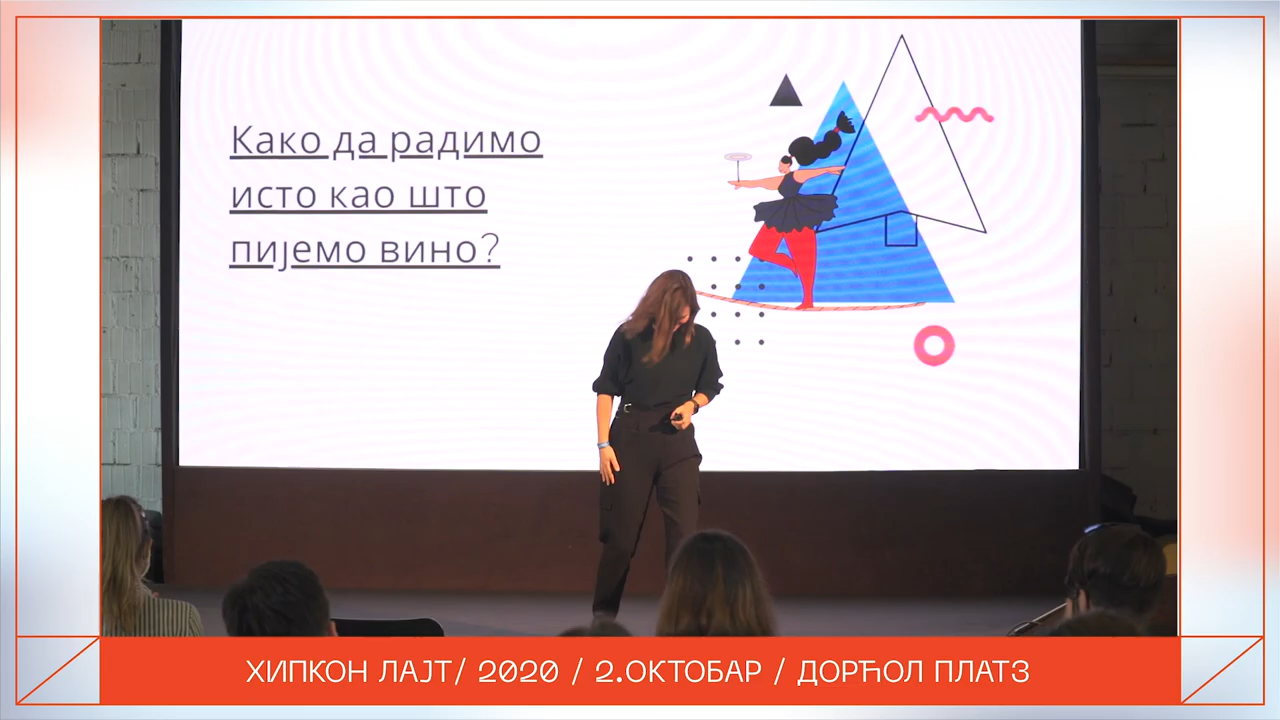 Како да радимо
исто као што
пијемо вино?
ХИПКОН ЛАЈТ/ 2020 / 2.ОКТОБАР / ДОРЋОЛ ПЛАТЗ